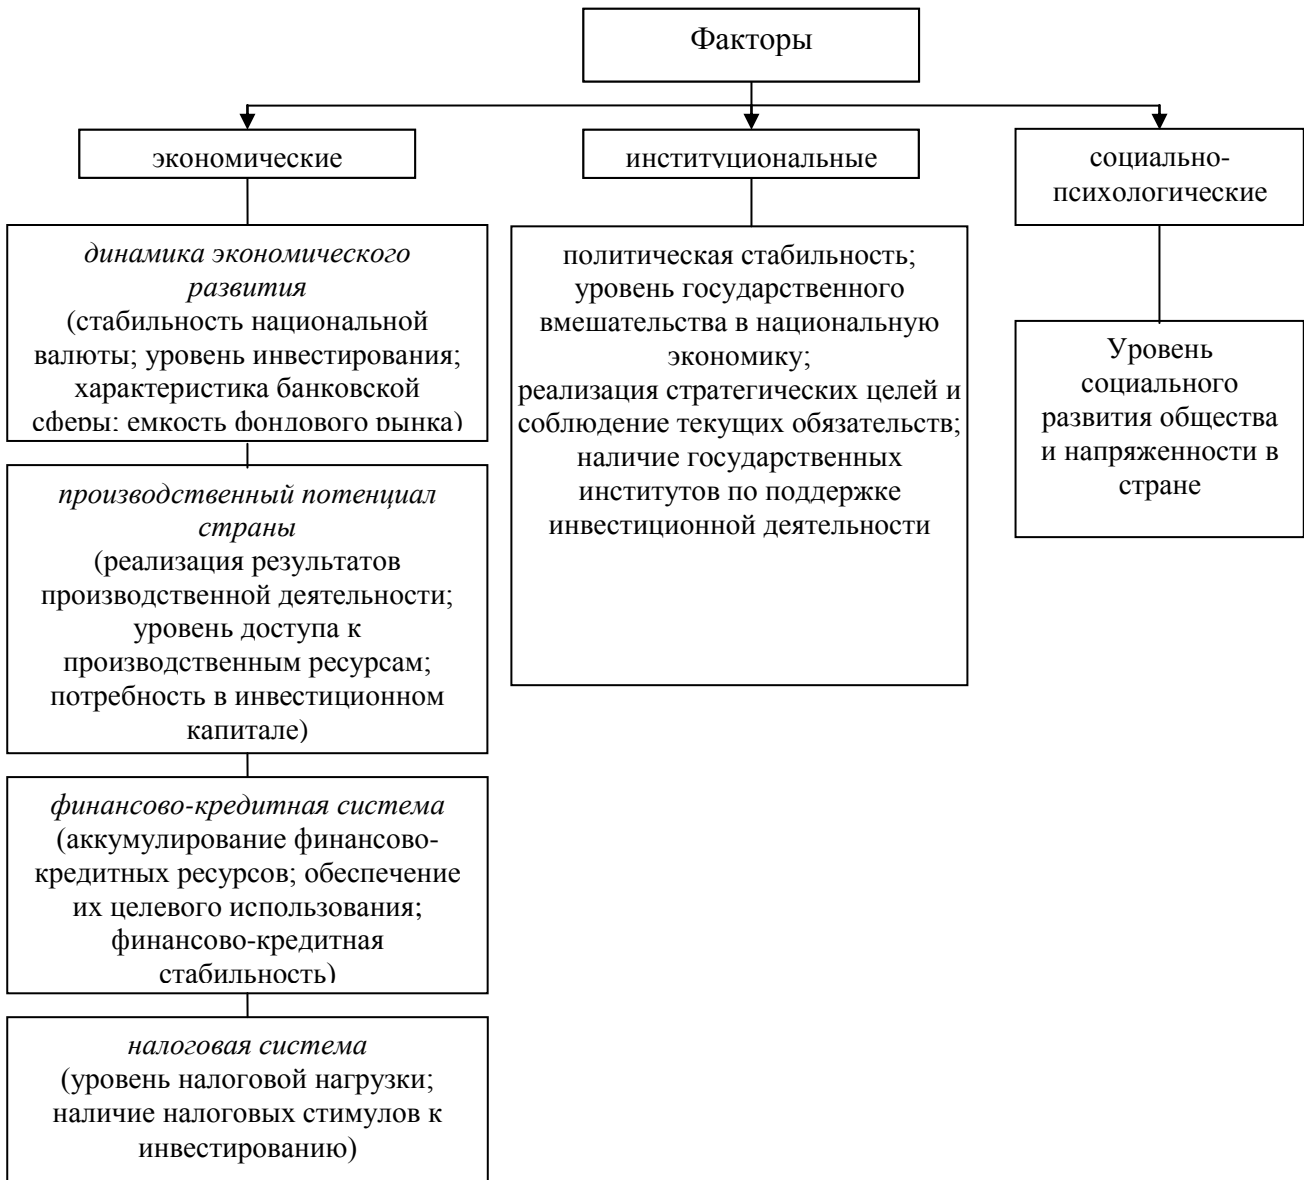 Факторы
экономические
институциональные
социально-
психологические
динамика экономического
развития
(стабильность национальной
валюты; уровень инвестирования;
характеристика банковской
сферы; емкость фондового рынка)
производственный потенциал
страны
(реализация результатов
производственной деятельности;
уровень доступа к
производственным ресурсам;
потребность в инвестиционном
капитале)
финансово-кредитная система
(аккумулирование финансово-
кредитных ресурсов; обеспечение
их целевого использования;
финансово-кредитная
стабильность)
налоговая система
(уровень налоговой нагрузки;
наличие налоговых стимулов к
инвестированию)
политическая стабильность;
уровень государственного
вмешательства в национальную
экономику;
реализация стратегических целей и
соблюдение текущих обязательств;
наличие государственных
институтов по поддержке
инвестиционной деятельности
Уровень
социального
развития общества
и напряженности в
стране